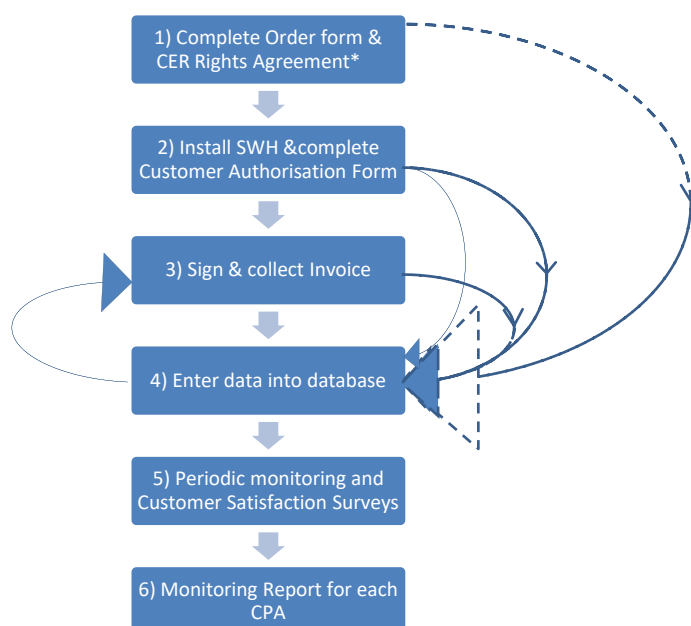 1) Complete Order form &
CER Rights Agreement*
2) Install SWH &complete
Customer Authorisation Form
3) Sign & collect Invoice
4) Enter data into database
5) Periodic monitoring and
Customer Satisfaction Surveys
6) Monitoring Report for each
CPA